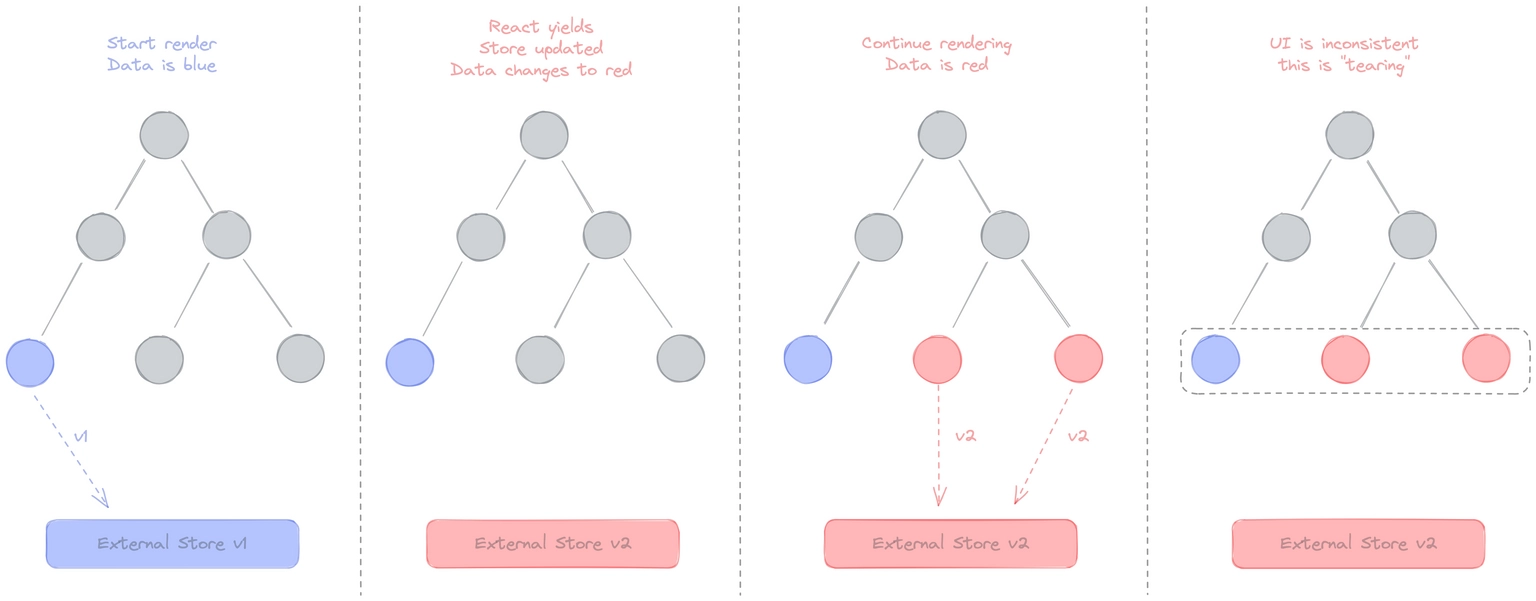 Start render
Data is blue
v1
External Store v1
React yields
Store updated
Data changes to red
External Store v2
Continue rendering
Data is red
v2
v2
External Store v2
UI is inconsistent
this is "tearing"
External Store v2